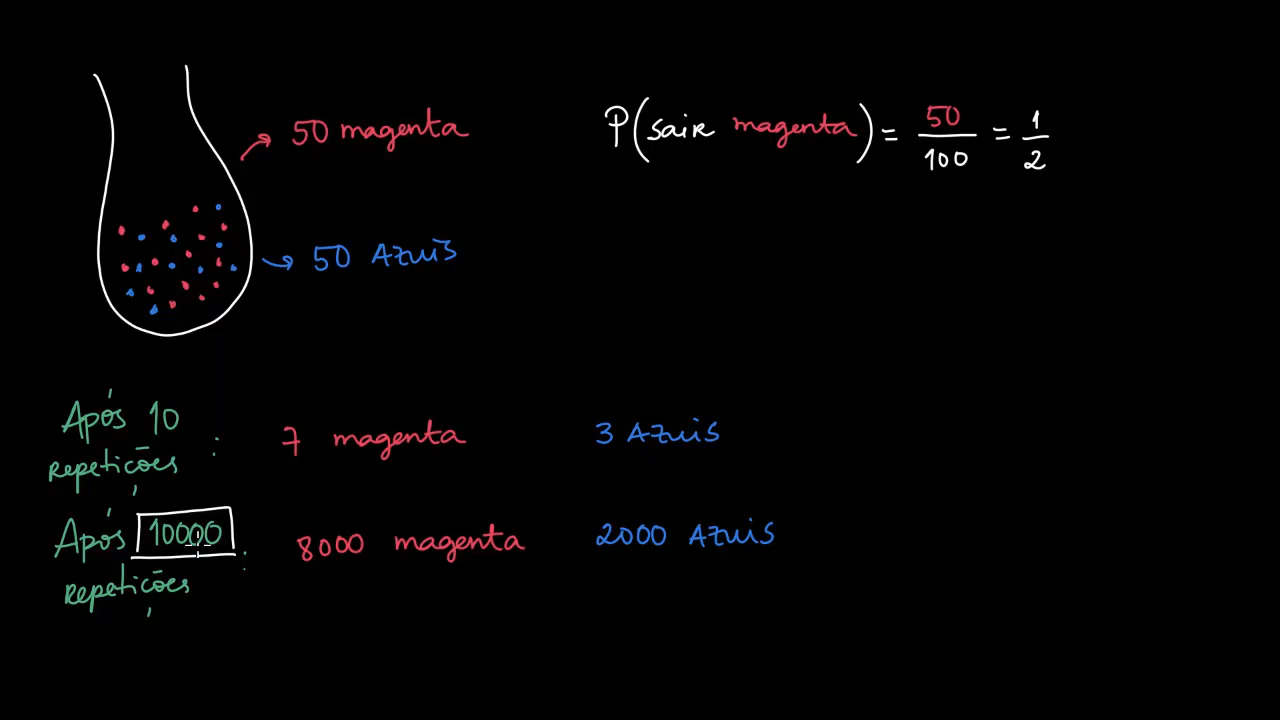 50 magenta
P(sair magenta) = 50/100 = 1/2
50 Azuis
Após 10
repetições : 7 magenta 3 Azuis
Após 10000
repetições : 8000 magenta 2000 Azuis